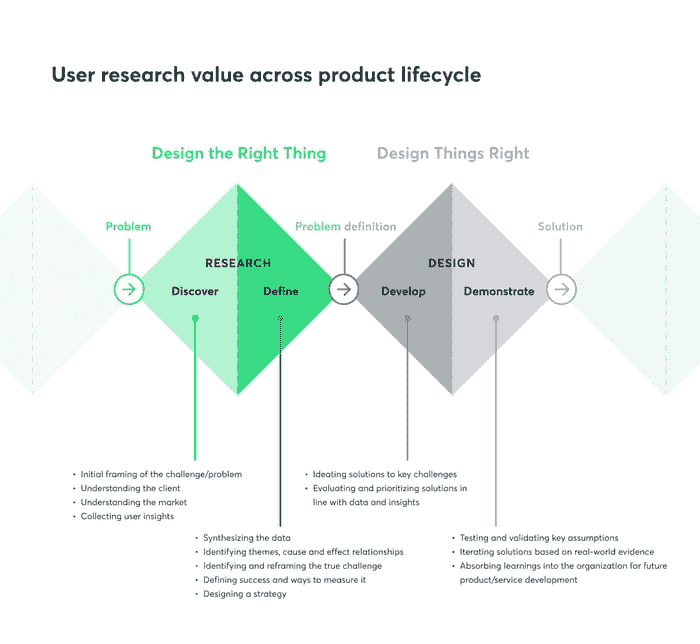 User research value across product lifecycle
Design the Right Thing
Design Things Right
Problem
Problem definition
Solution
RESEARCH
DESIGN
Discover
Define
Develop
Demonstrate
• Initial framing of the challenge/problem
• Understanding the client
• Understanding the market
• Collecting user insights
• Ideating solutions to key challenges
• Evaluating and prioritizing solutions in
line with data and insights
• Synthesizing the data
• Identifying themes, cause and effect relationships
• Identifying and reframing the true challenge
• Defining success and ways to measure it
• Designing a strategy
• Testing and validating key assumptions
• Iterating solutions based on real-world evidence
• Absorbing learnings into the organization for future
product/service development